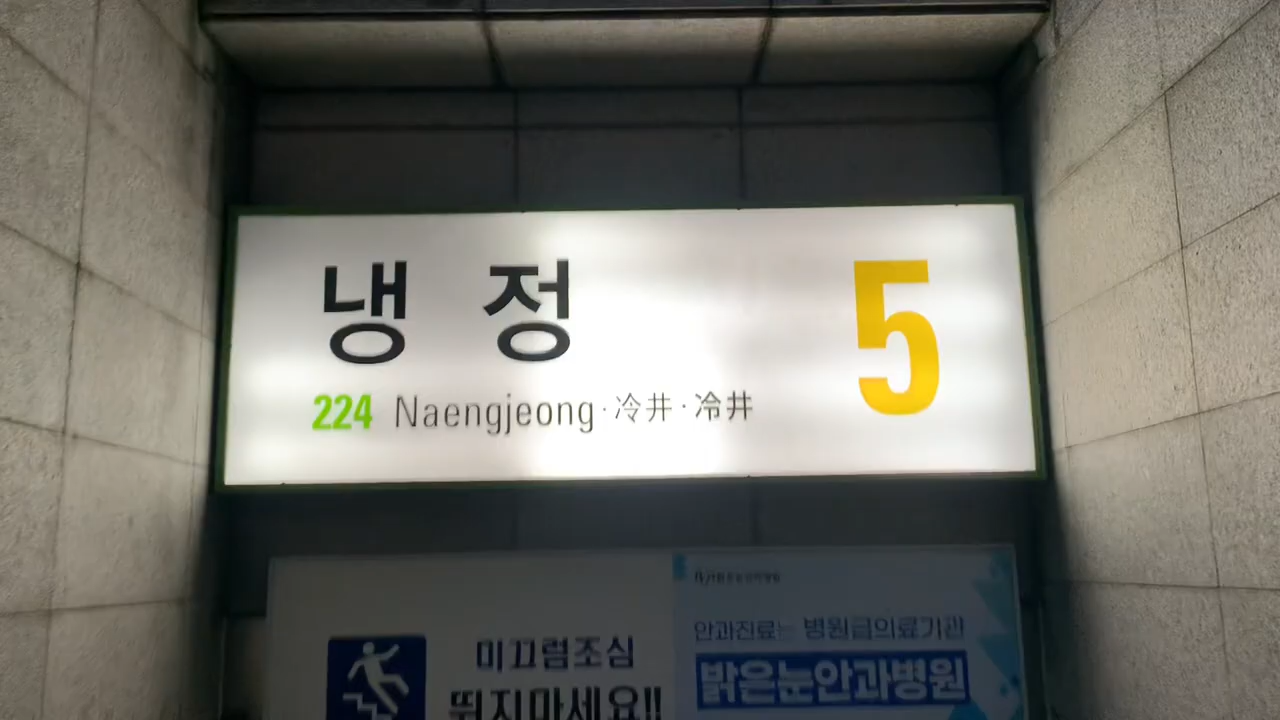 냉 정
5
224 Naengjeong·冷井·冷井
미끄럼조심
뛰지마세요!!
안과진료는 병원급의료기관
밝은눈안과병원